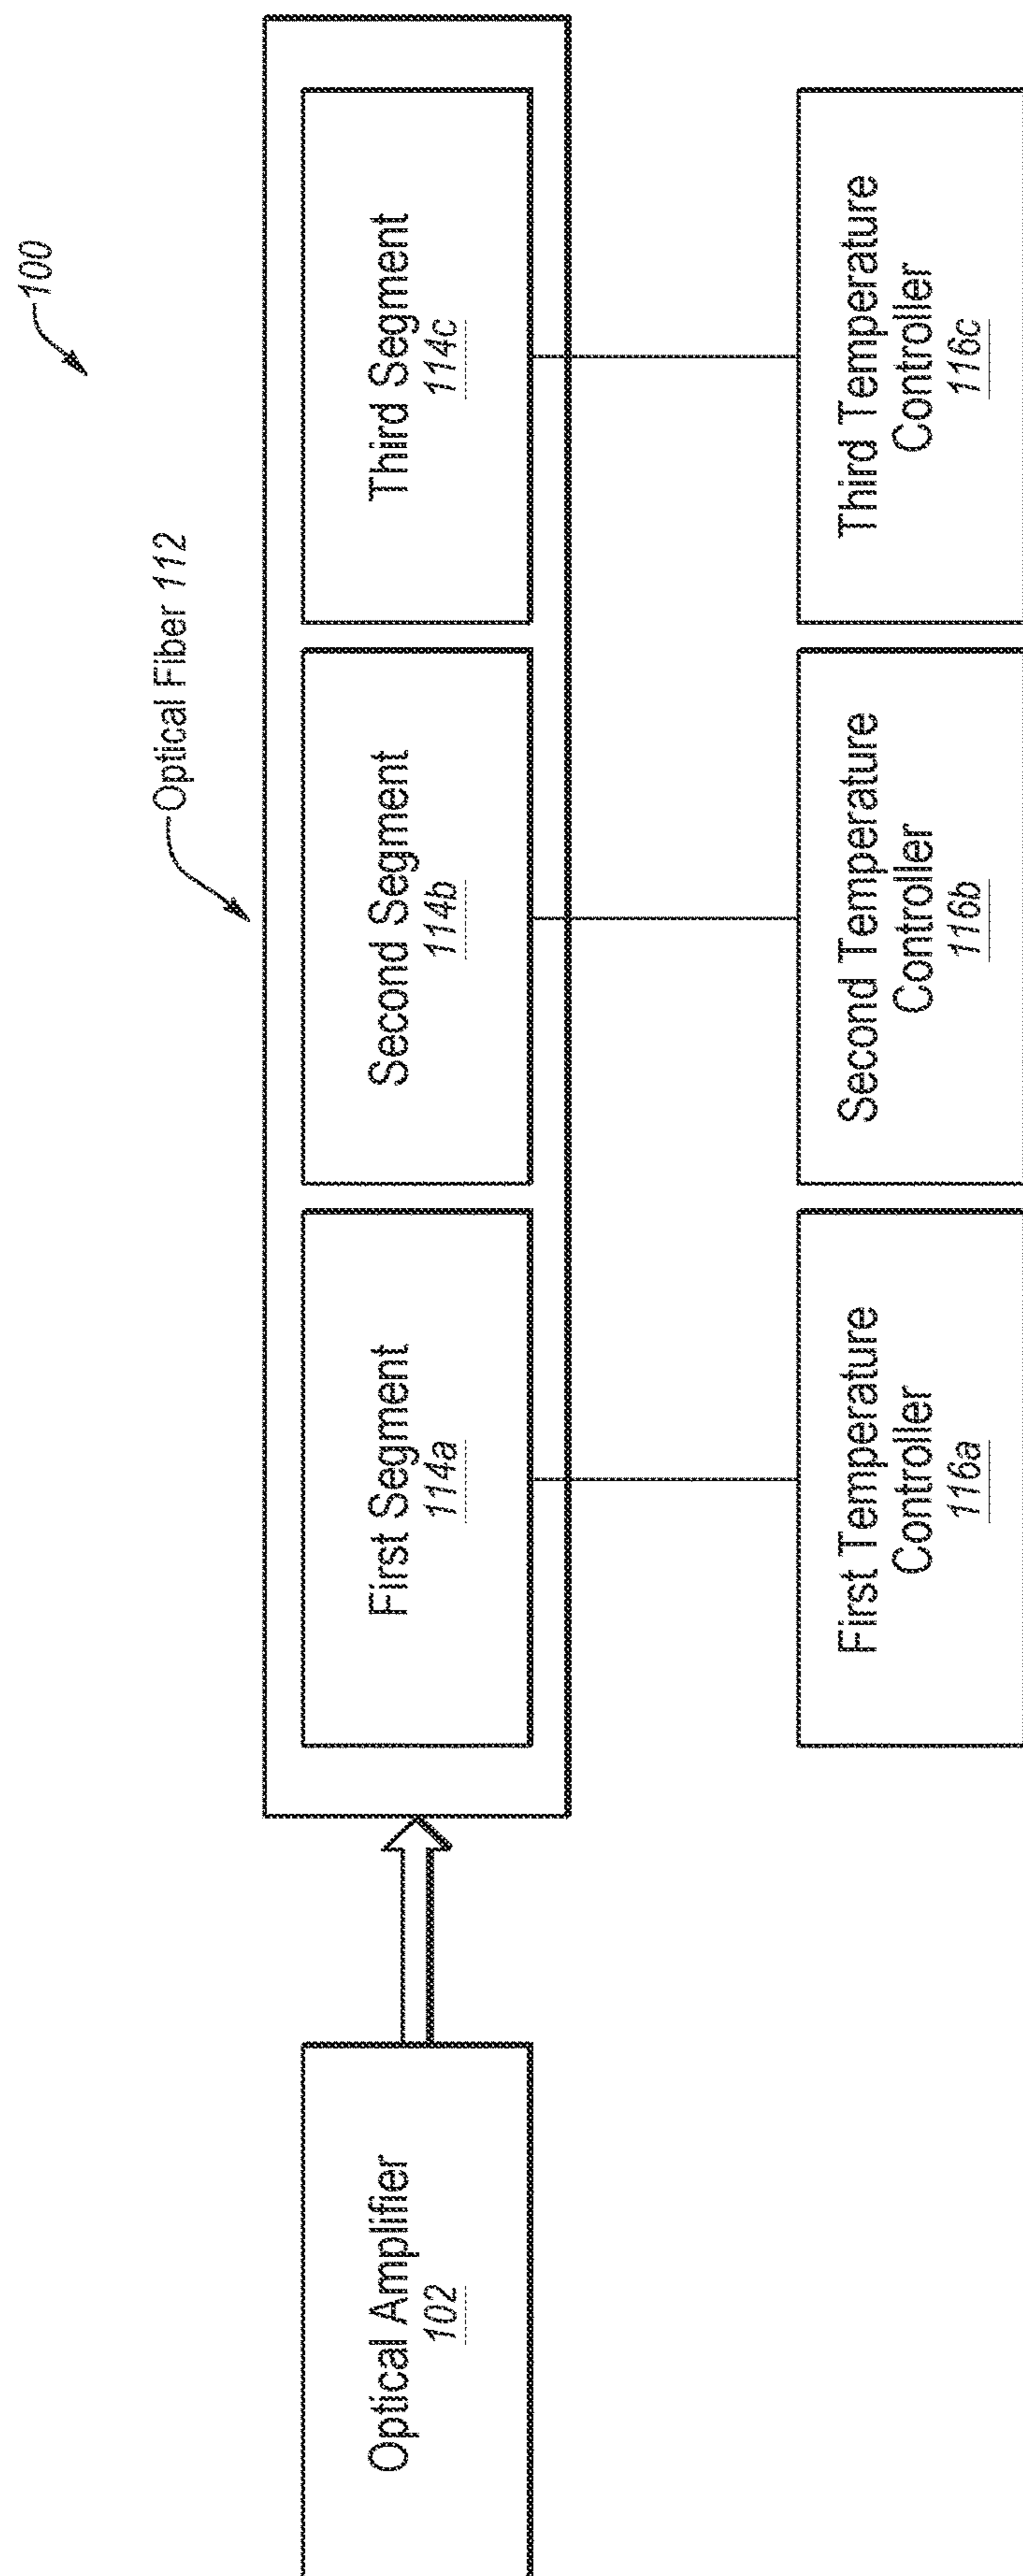 100
Optical Fiber 112
Optical Amplifier
102
First Segment
114a
Second Segment
114b
Third Segment
114c
First Temperature
Controller
116a
Second Temperature
Controller
116b
Third Temperature
Controller
116c